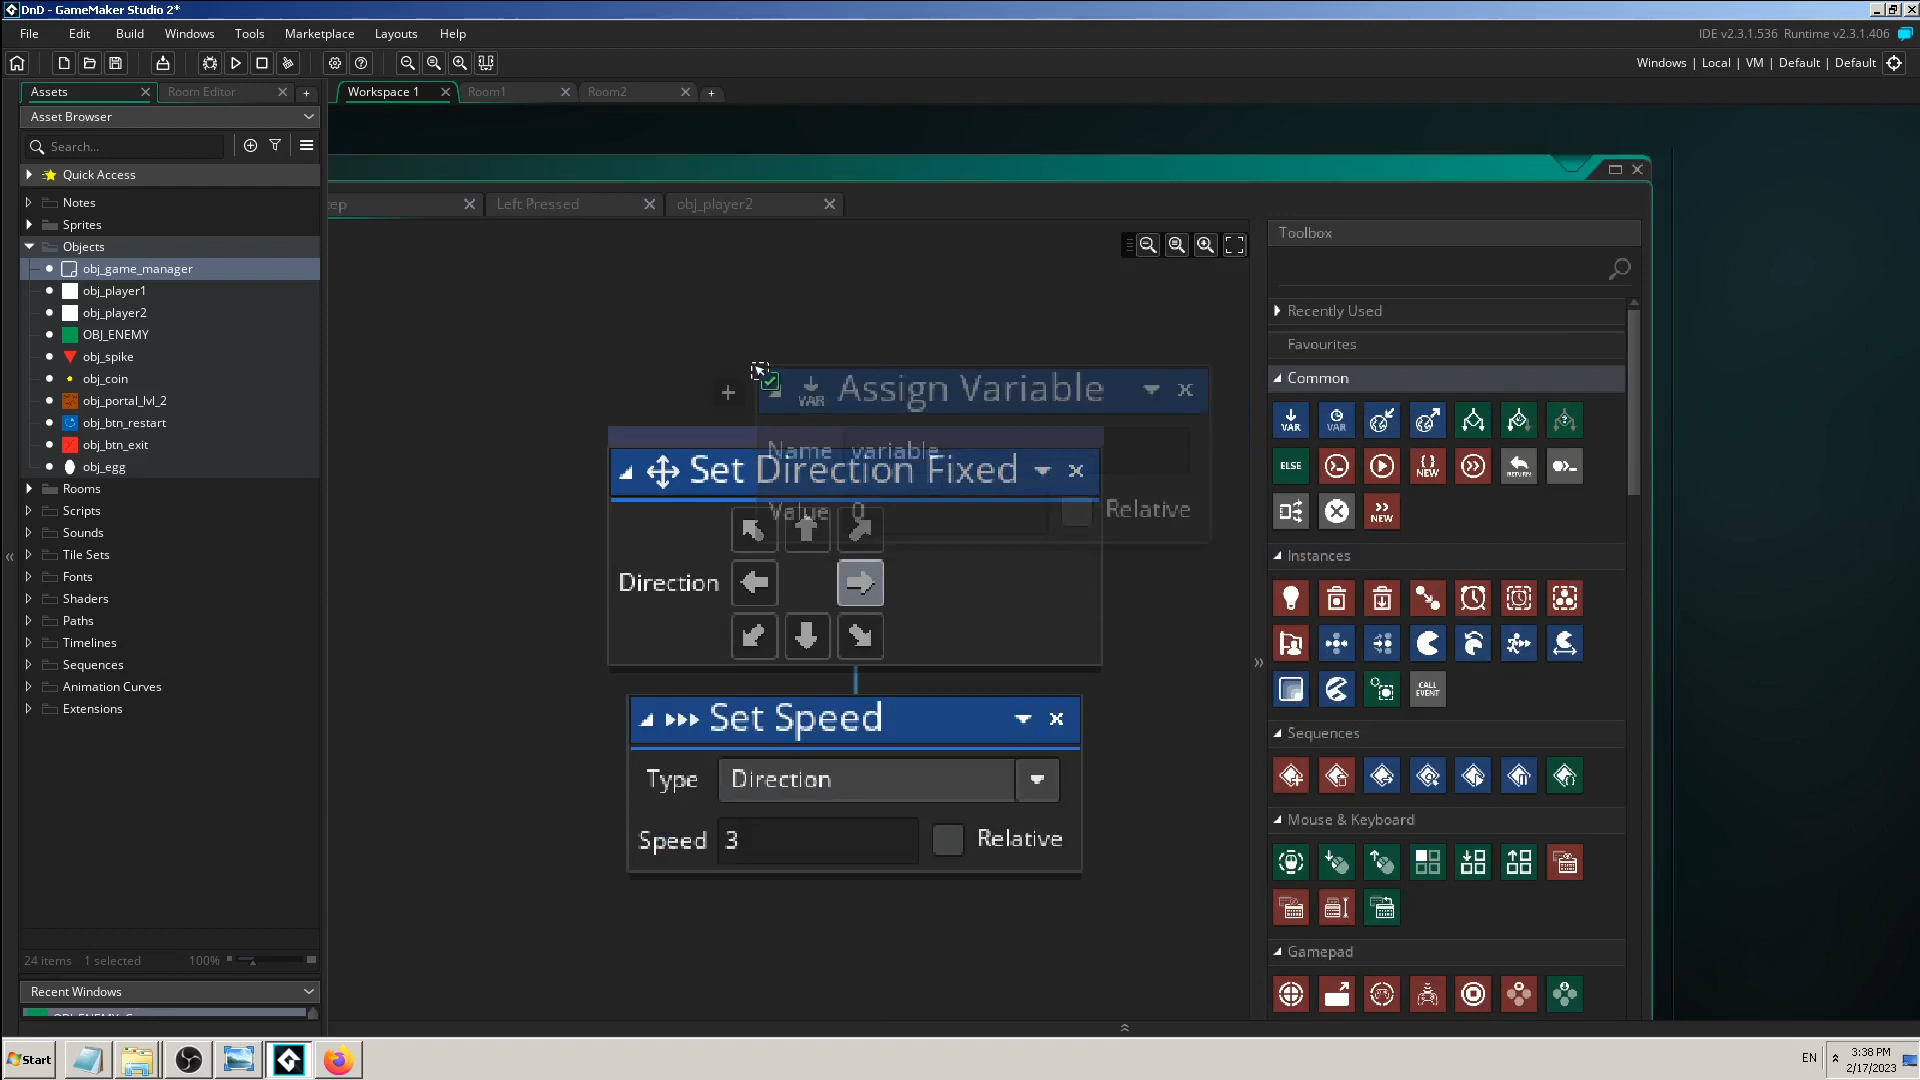 DnD - GameMaker Studio 2*
File Edit Build Windows Tools Marketplace Layouts Help
IDE v2.3.1.536 Runtime v2.3.1.406
Windows | Local | VM | Default | Default
Assets Room Editor
Workspace 1 Room1 Room2
Asset Browser
Search...
Quick Access
Notes
Sprites
Objects
obj_game_manager
obj_player1
obj_player2
OBJ_ENEMY
obj_spike
obj_coin
obj_portal_lvl_2
obj_btn_restart
obj_btn_exit
obj_egg
Rooms
Scripts
Sounds
Tile Sets
Fonts
Shaders
Paths
Timelines
Sequences
Animation Curves
Extensions
24 items 1 selected 100%
Recent Windows
Left Pressed obj_player2
VAR Assign Variable
Name variable
Value 0 Relative
Set Direction Fixed
Direction
Set Speed
Type Direction
Speed 3 Relative
Toolbox
Recently Used
Favourites
Common
VAR VAR
ELSE NEW RETURN
NEW
Instances
CALL EVENT
Sequences
Mouse & Keyboard
Gamepad
Start
EN
3:38 PM
2/17/2023